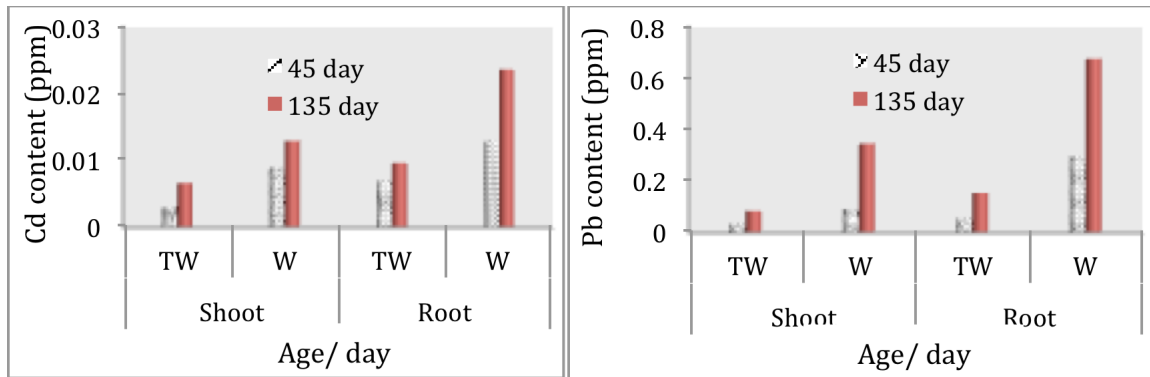 Cd content (ppm)
0.03
0.02
0.01
0
45 day
135 day
TW
W
TW
W
Shoot
Root
Age/ day
Pb content (ppm)
0.8
0.6
0.4
0.2
0
45 day
135 day
TW
W
TW
W
Shoot
Root
Age/ day